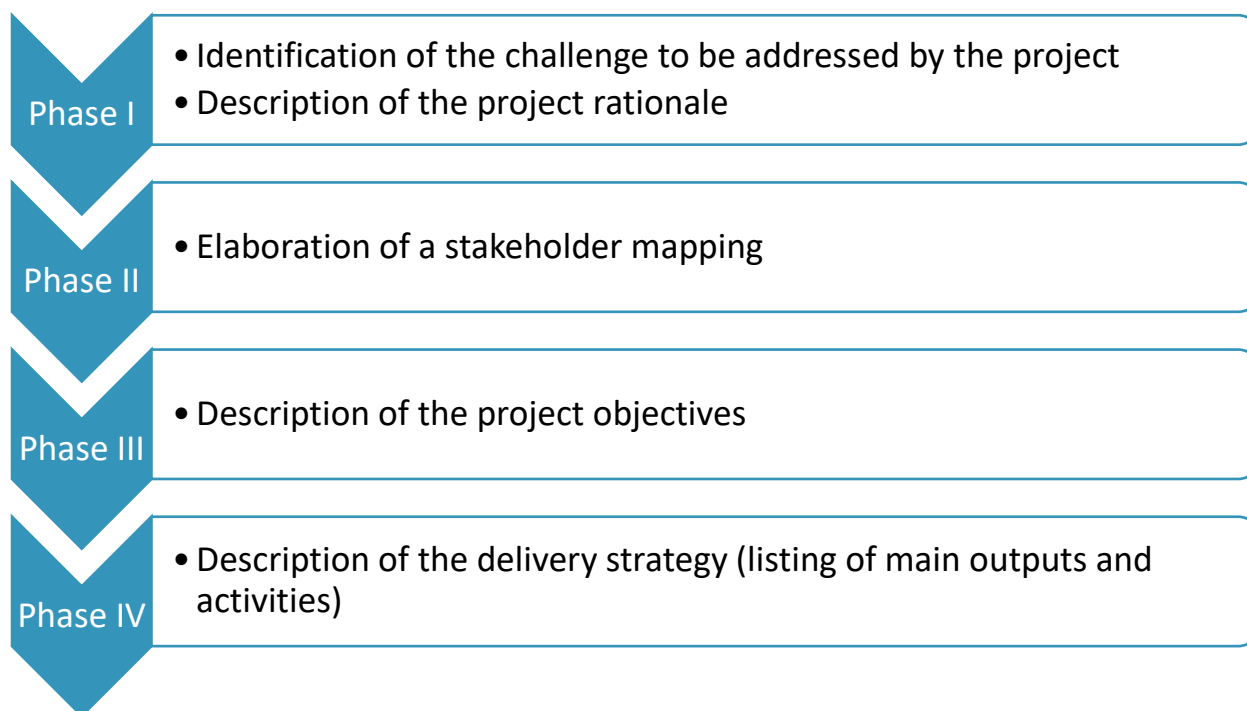 Phase I
• Identification of the challenge to be addressed by the project
• Description of the project rationale
Phase II
• Elaboration of a stakeholder mapping
Phase III
• Description of the project objectives
Phase IV
• Description of the delivery strategy (listing of main outputs and
activities)